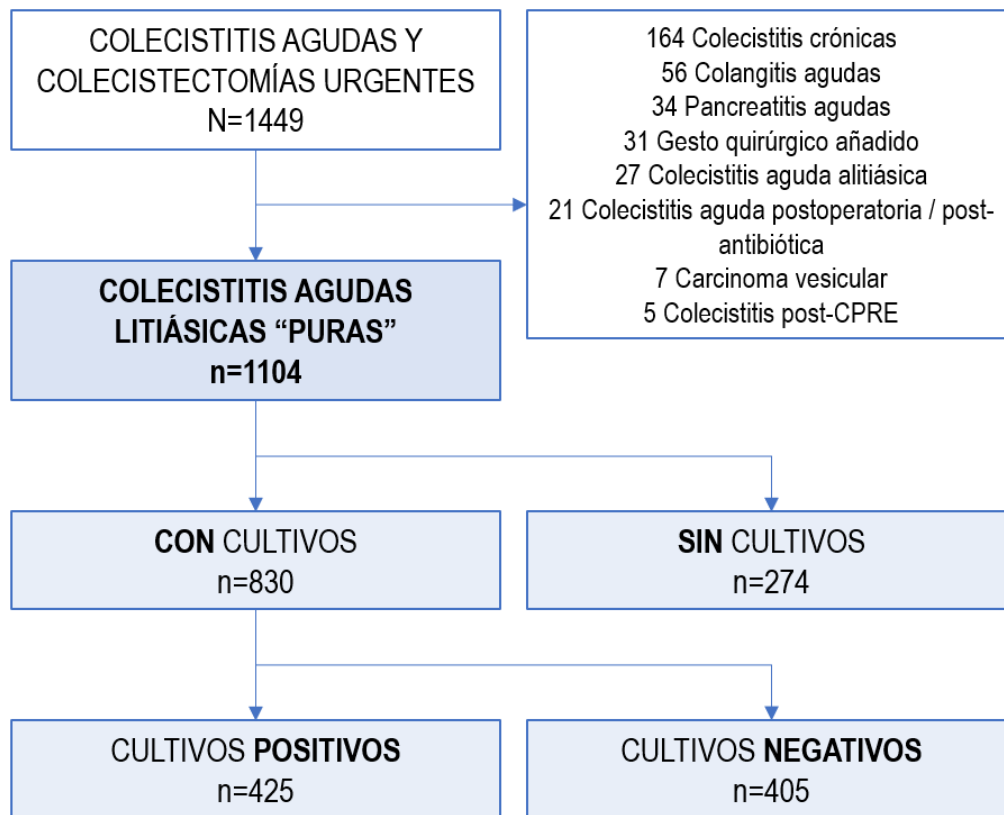 COLECISTITIS AGUDAS Y
COLECISTECTOMÍAS URGENTES
N=1449
164 Colecistitis crónicas
56 Colangitis agudas
34 Pancreatitis agudas
31 Gesto quirúrgico añadido
27 Colecistitis aguda alitiásica
21 Colecistitis aguda postoperatoria / post-
antibiótica
7 Carcinoma vesicular
5 Colecistitis post-CPRE
COLECISTITIS AGUDAS
LITIÁSICAS “PURAS”
n=1104
CON CULTIVOS
n=830
SIN CULTIVOS
n=274
CULTIVOS POSITIVOS
n=425
CULTIVOS NEGATIVOS
n=405